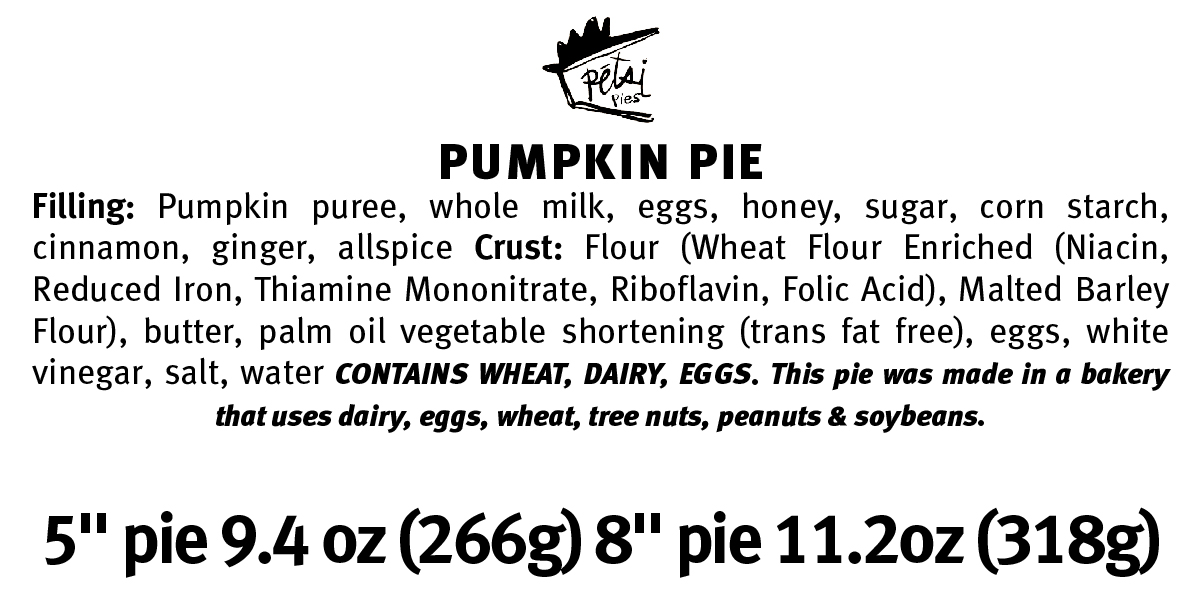 pétsi
pies
PUMPKIN PIE
Filling: Pumpkin puree, whole milk, eggs, honey, sugar, corn starch,
cinnamon, ginger, allspice Crust: Flour (Wheat Flour Enriched (Niacin,
Reduced Iron, Thiamine Mononitrate, Riboflavin, Folic Acid), Malted Barley
Flour), butter, palm oil vegetable shortening (trans fat free), eggs, white
vinegar, salt, water CONTAINS WHEAT, DAIRY, EGGS. This pie was made in a bakery
that uses dairy, eggs, wheat, tree nuts, peanuts & soybeans.
5" pie 9.4 oz (266g) 8" pie 11.2oz (318g)